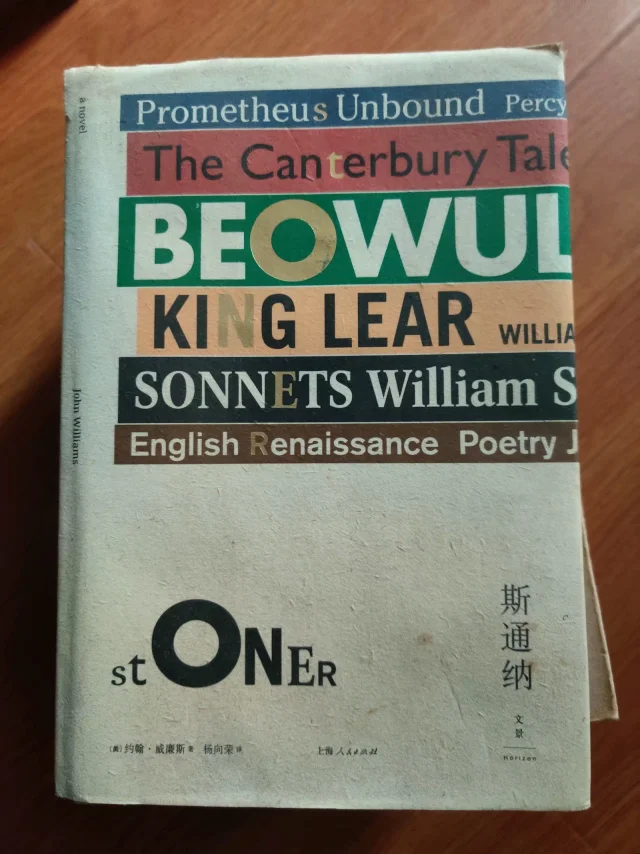 a novel
John Williams
Prometheus Unbound Percy
The Canterbury Tale
BEOWUL
KING LEAR WILLIA
SONNETS William S
English Renaissance Poetry J
stONER
斯通纳
文景
Horizon
〔美〕约翰·威廉斯 著 杨向荣 译
上海人民出版社